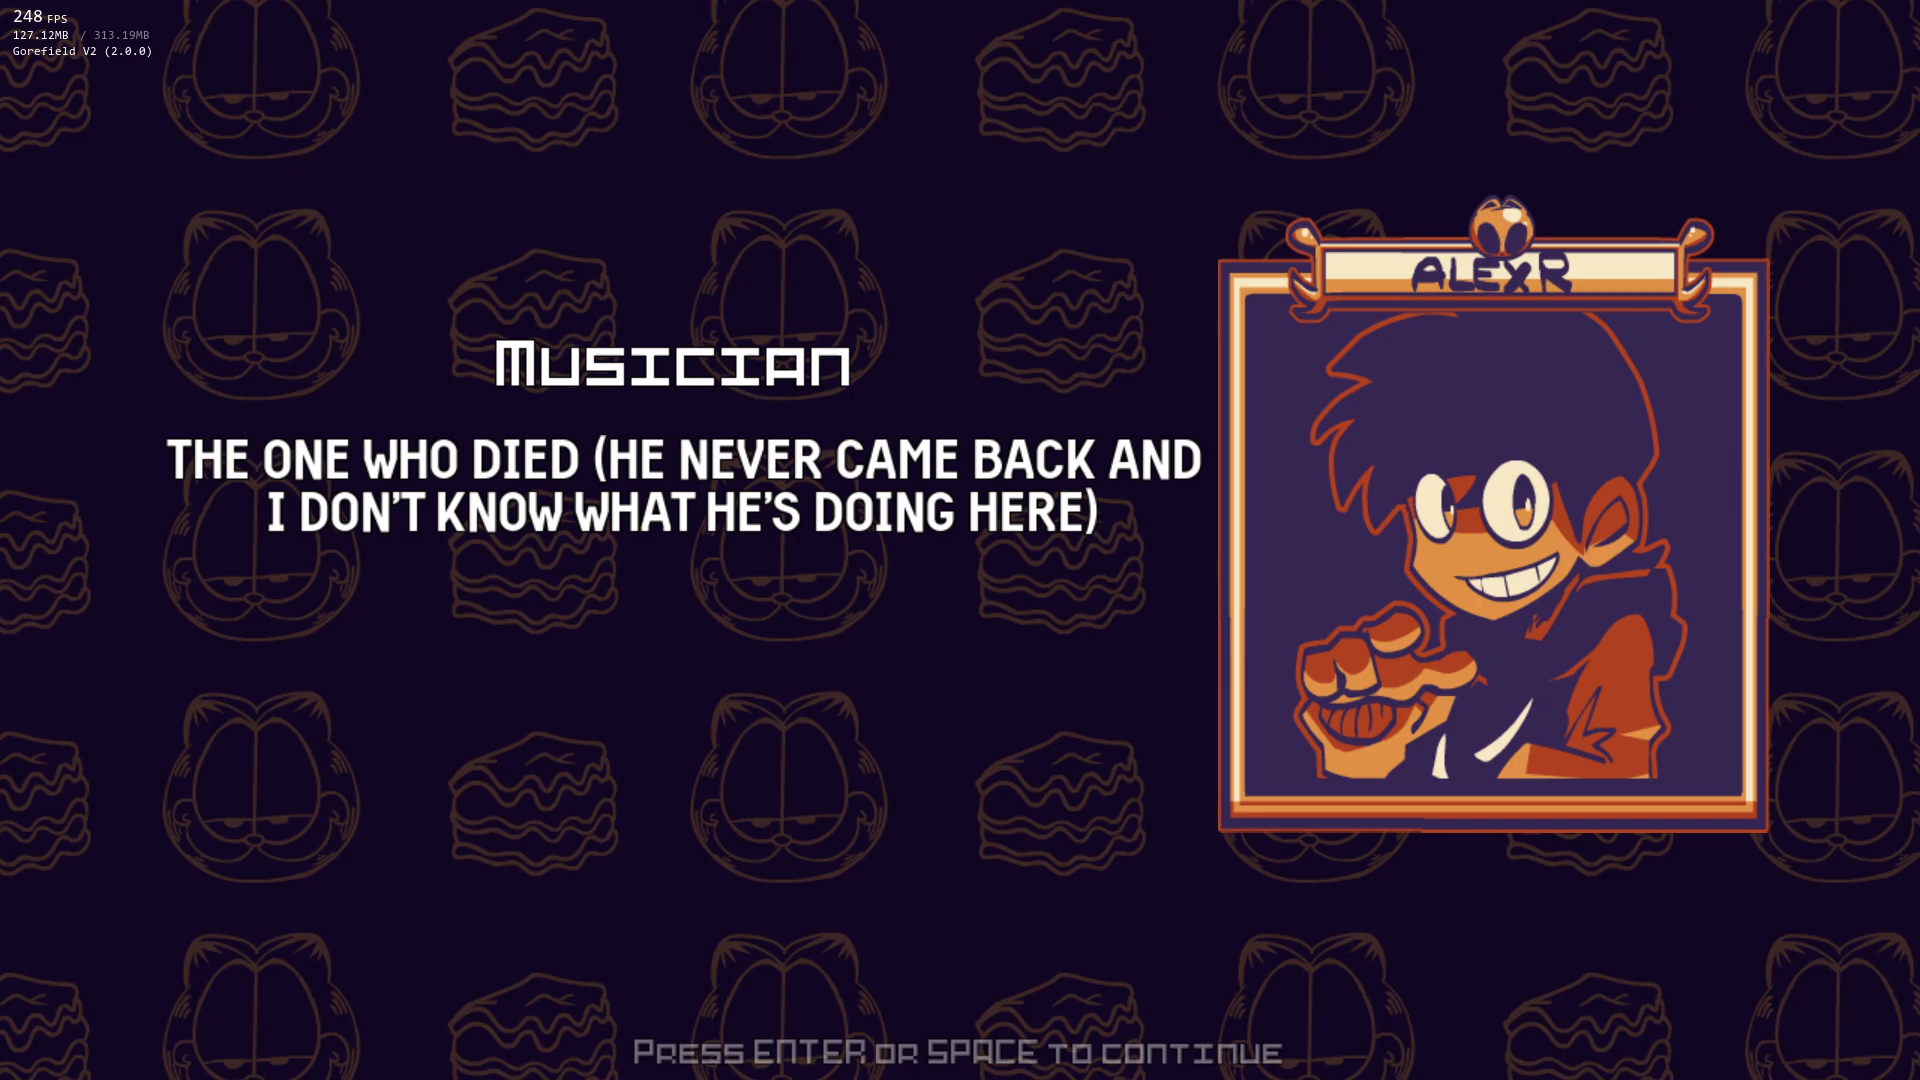 248 FPS
127.12MB / 313.19MB
Gorefield V2 (2.0.0)
ALEXR
Musician
THE ONE WHO DIED (HE NEVER CAME BACK AND
I DON'T KNOW WHAT HE'S DOING HERE)
Press ENTER or SPACE to continue